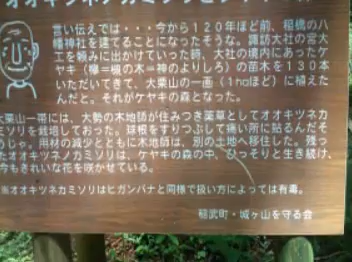 オオキツネノカミソリ
言い伝えでは・・・今から120年ほど前、稲橋の八
幡神社を建てることになったそうな。諏訪大社の宮大
工を頼みに出かけていった時、大社の境内にあったケ
ヤキ(欅=槻の木=神のよりしろ)の苗木を130本
いただいてきて、大栗山の一画(1haほど)に植えた
んだと。それがケヤキの森となった。
大栗山一帯には、大勢の木地師が住みつき薬草としてオオキツネカ
ミソリを栽培しておった。球根をすりつぶして痛い所に貼るんだそ
うじゃ。用材の減少とともに木地師は、別の土地へ移住した。残っ
たオオキツネノカミソリは、ケヤキの森の中、ひっそりと生き続け、
今もきれいな花を咲かせている。
※オオキツネカミソリはヒガンバナと同様で扱い方によっては有毒。
稲武町・城ヶ山を守る会